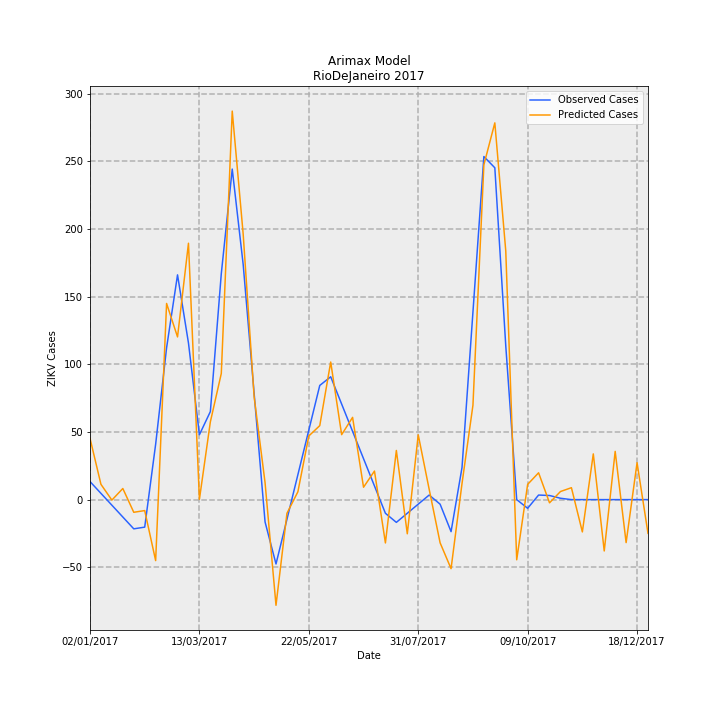 Arimax Model
RioDeJaneiro 2017
Observed Cases
Predicted Cases
300
250
200
150
100
50
0
−50
ZIKV Cases
02/01/2017 13/03/2017 22/05/2017 31/07/2017 09/10/2017 18/12/2017
Date